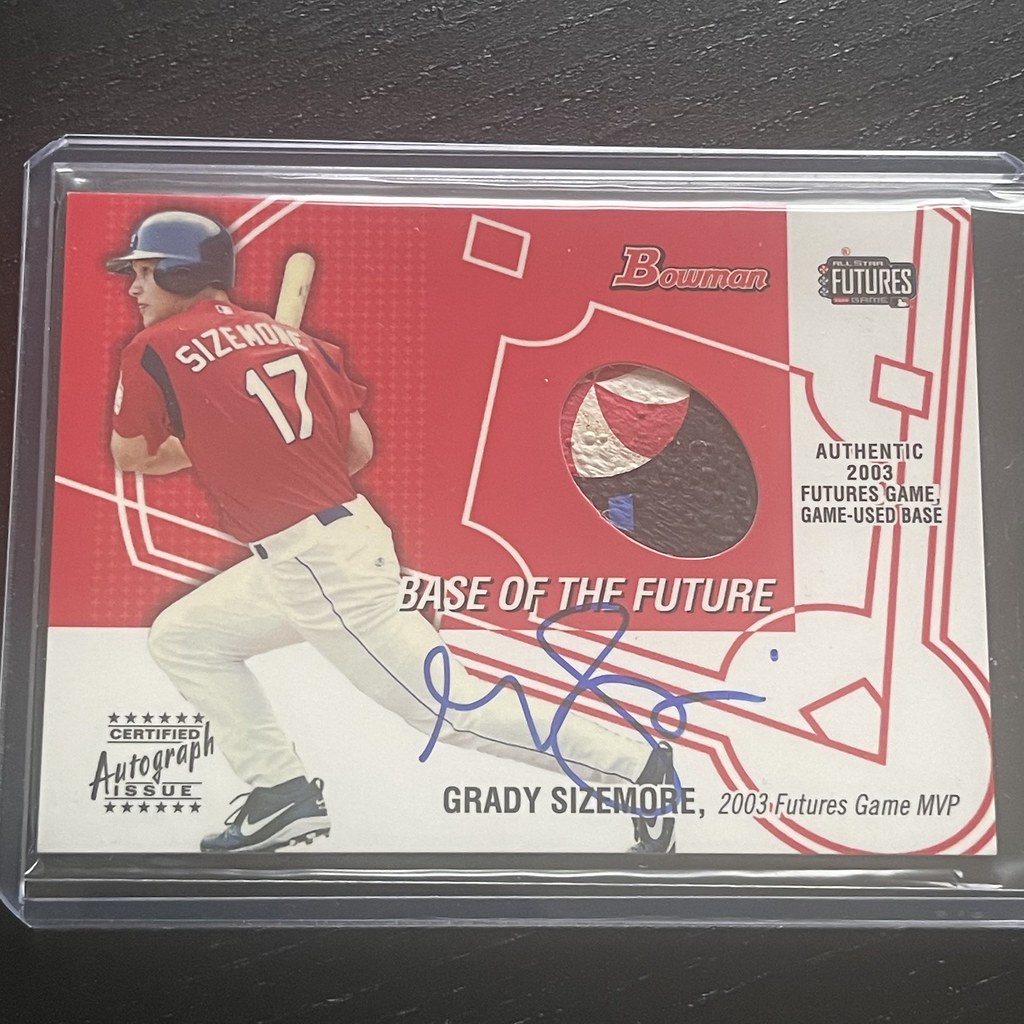 SIZEMORE
17
Bowman
ALL STAR
FUTURES
GAME
AUTHENTIC
2003
FUTURES GAME,
GAME-USED BASE
BASE OF THE FUTURE
CERTIFIED
Autograph
ISSUE
GRADY SIZEMORE, 2003 Futures Game MVP